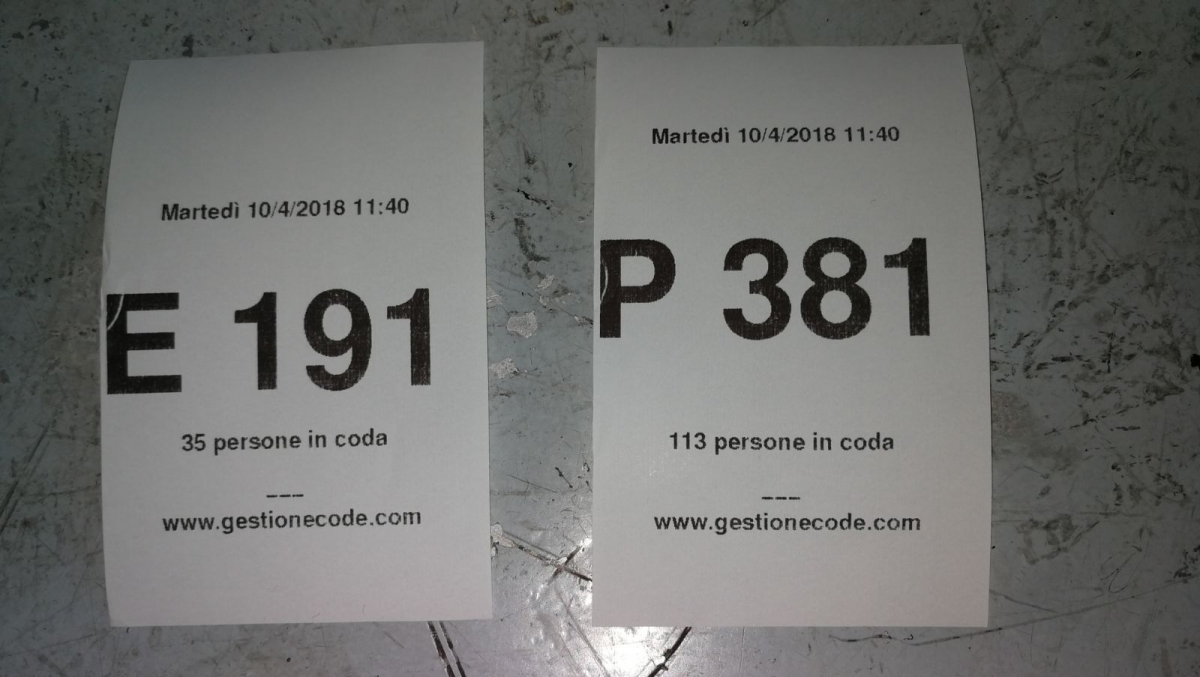 Martedì 10/4/2018 11:40
E 191
35 persone in coda
---
www.gestionecode.com
Martedì 10/4/2018 11:40
P 381
113 persone in coda
---
www.gestionecode.com